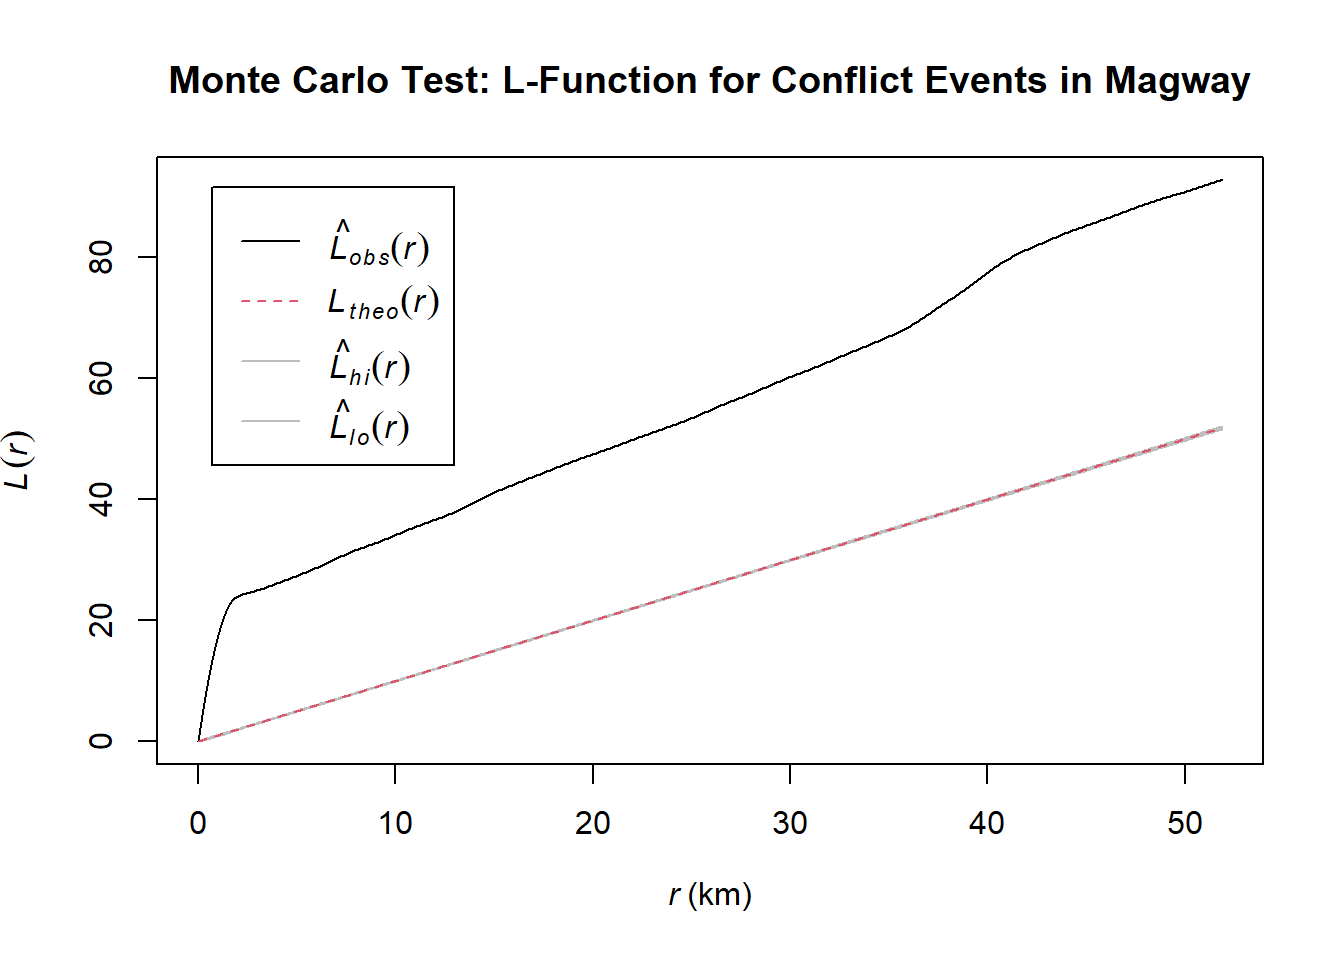 Monte Carlo Test: L-Function for Conflict Events in Magway
L̂obs(r)
Ltheo(r)
L̂hi(r)
L̂lo(r)
L(r)
80
60
40
20
0
0 10 20 30 40 50
r (km)